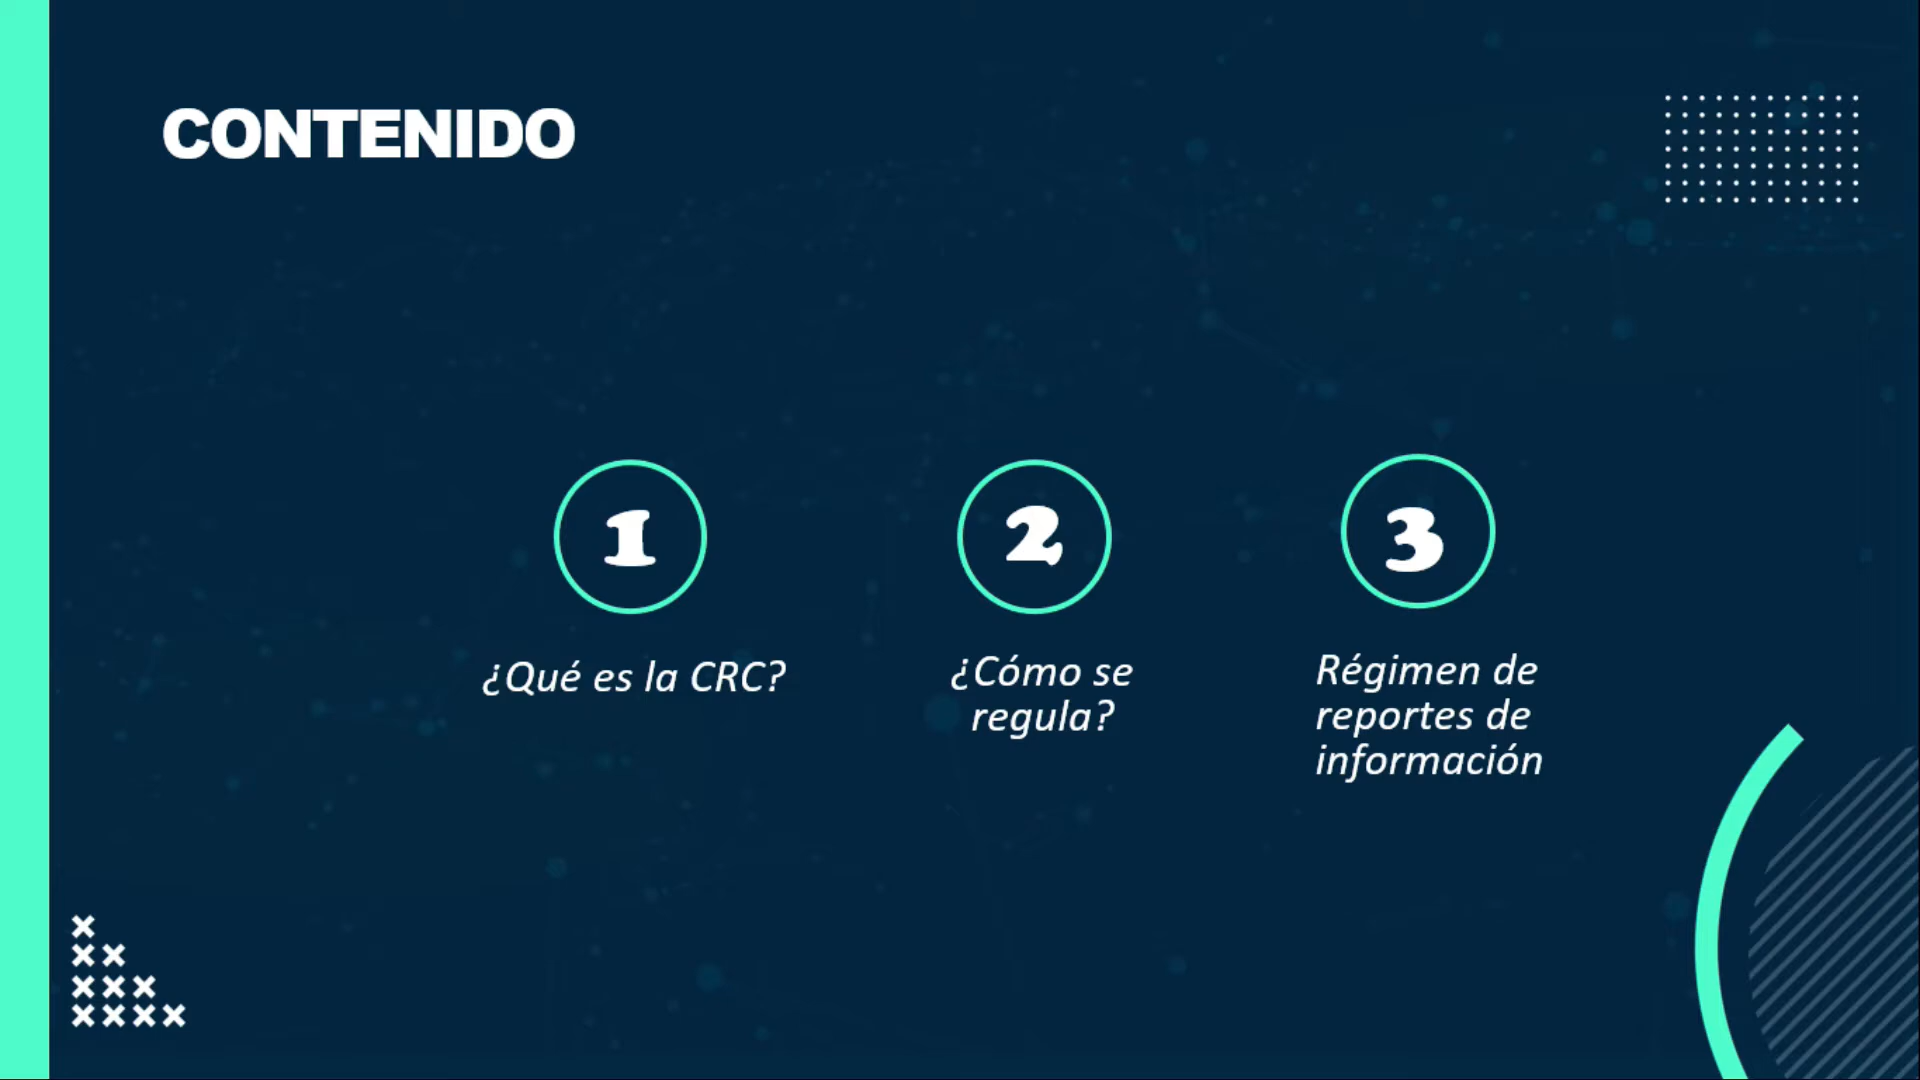 CONTENIDO
1
¿Qué es la CRC?
2
¿Cómo se
regula?
3
Régimen de
reportes de
información